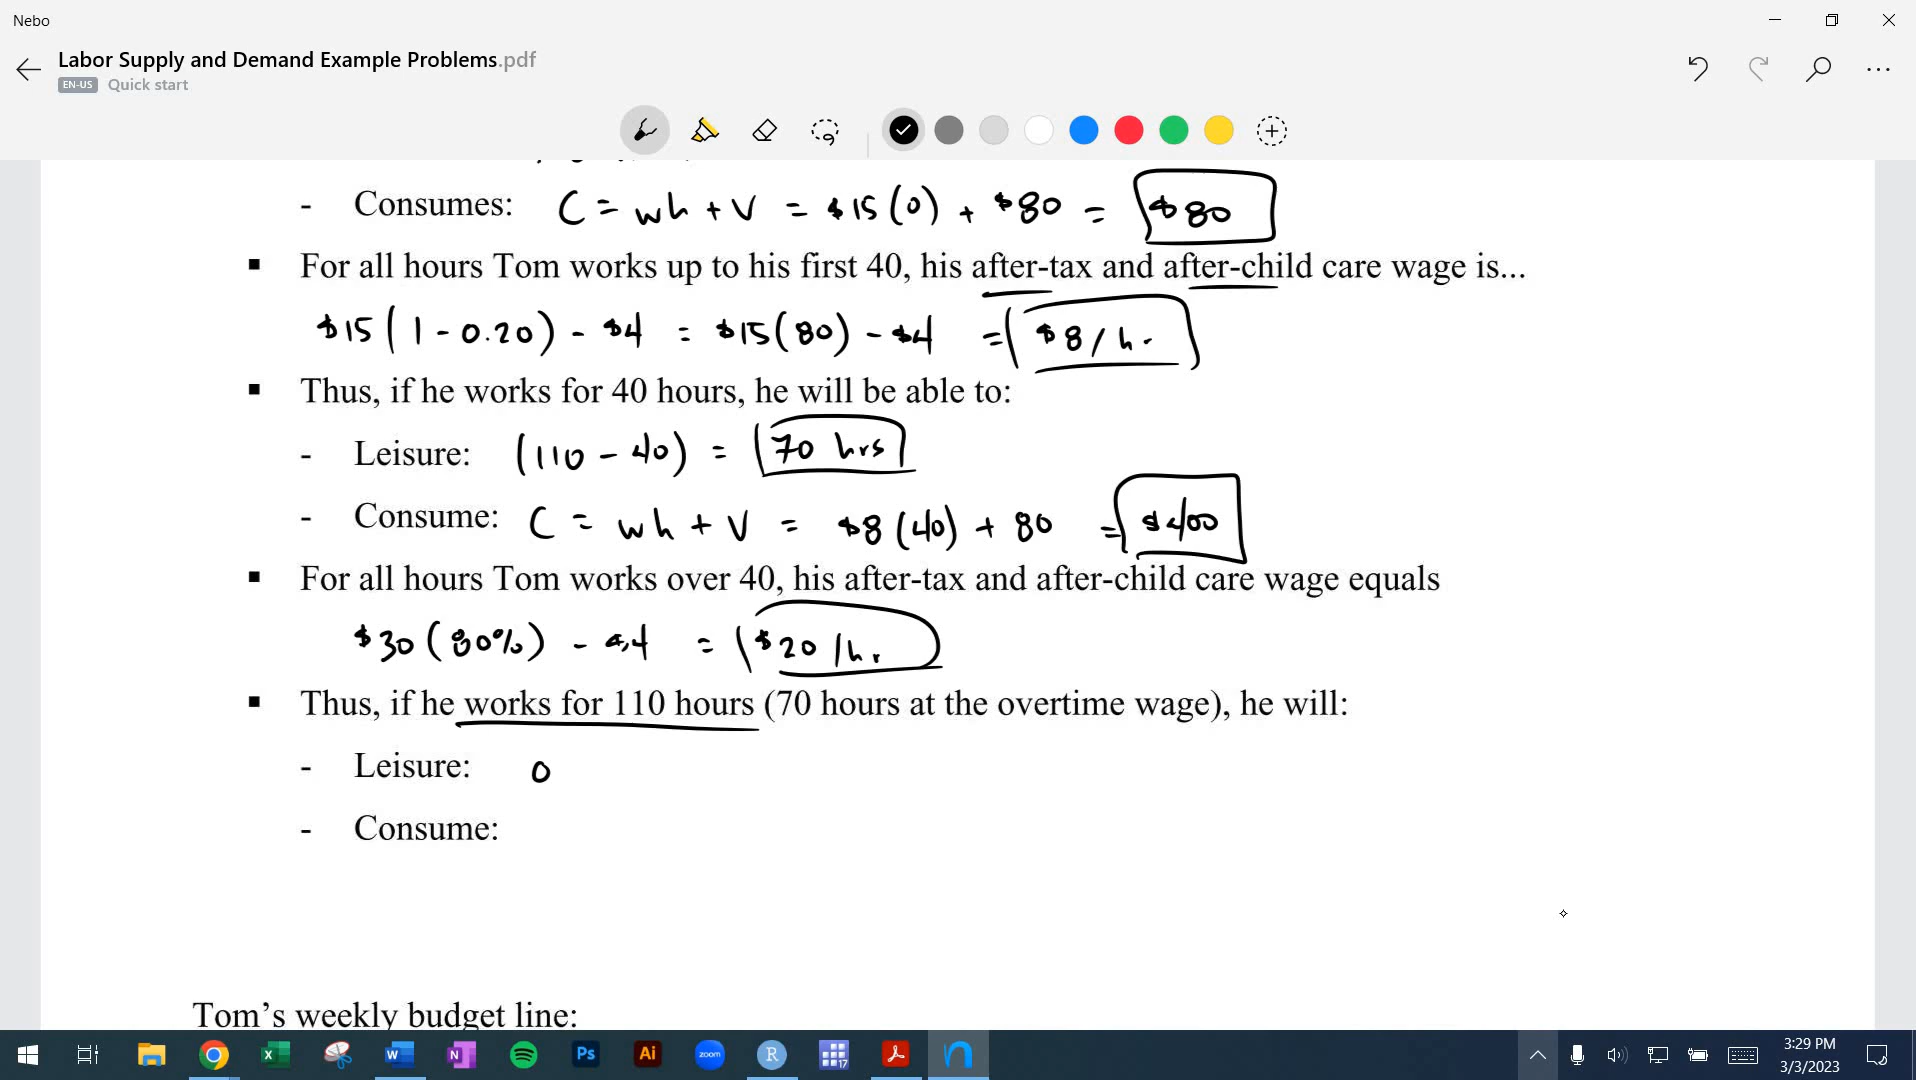 Nebo
Labor Supply and Demand Example Problems.pdf
EN-US Quick start
- Consumes: C = wh + V = $15(0) + $80 = $80
▪ For all hours Tom works up to his first 40, his after-tax and after-child care wage is...
$15(1 - 0.20) - $4 = $15(80) - $4 = $8/hr
▪ Thus, if he works for 40 hours, he will be able to:
- Leisure: (110 - 40) = 70 hrs
- Consume: C = wh + V = $8(40) + 80 = $400
▪ For all hours Tom works over 40, his after-tax and after-child care wage equals
$30(80%) - $4 = $20/hr
▪ Thus, if he works for 110 hours (70 hours at the overtime wage), he will:
- Leisure: 0
- Consume:
Tom's weekly budget line:
3:29 PM
3/3/2023